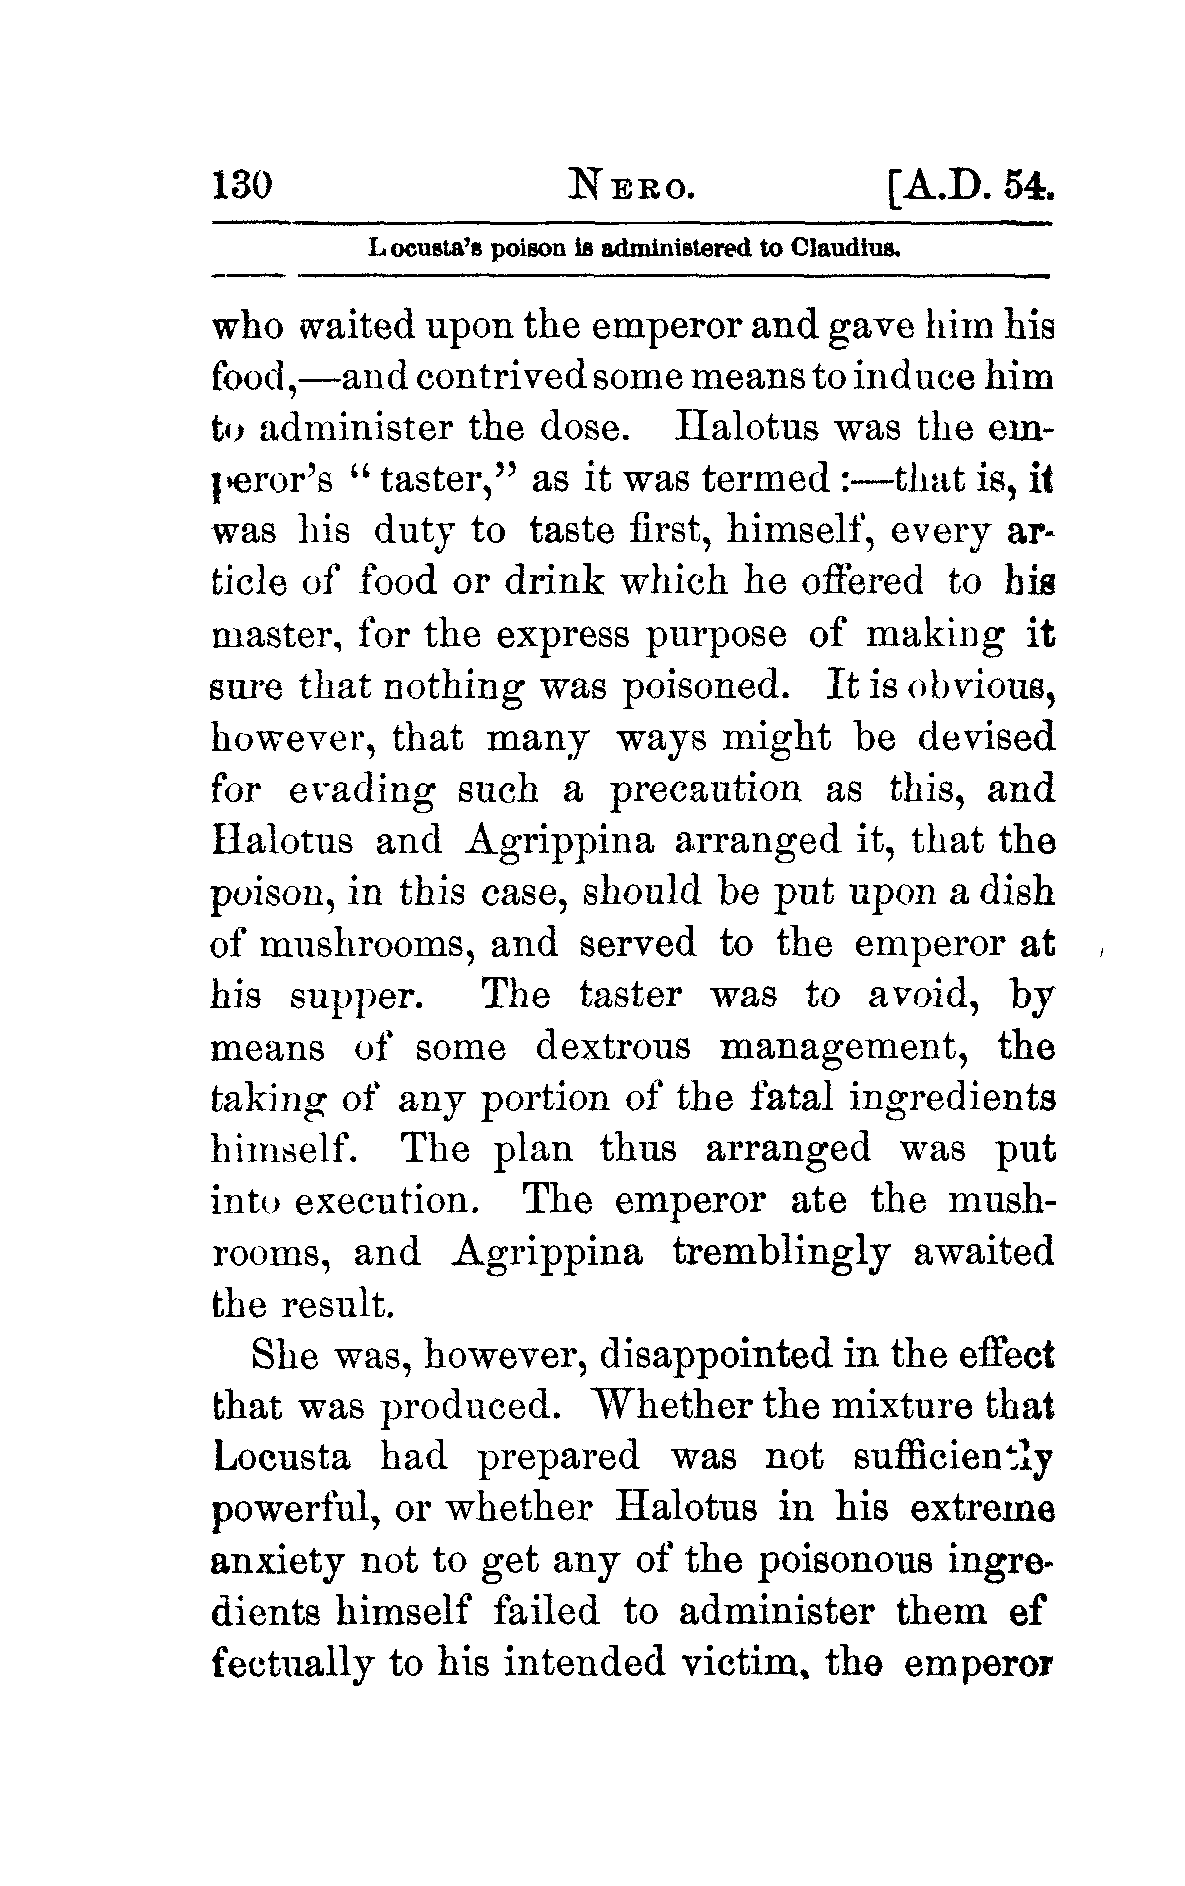 130 NERO. [A.D. 54.
Locusta's poison is administered to Claudius.
who waited upon the emperor and gave him his
food,—and contrived some means to induce him
to administer the dose. Halotus was the em-
peror's "taster," as it was termed:—that is, it
was his duty to taste first, himself, every ar-
ticle of food or drink which he offered to his
master, for the express purpose of making it
sure that nothing was poisoned. It is obvious,
however, that many ways might be devised
for evading such a precaution as this, and
Halotus and Agrippina arranged it, that the
poison, in this case, should be put upon a dish
of mushrooms, and served to the emperor at
his supper. The taster was to avoid, by
means of some dextrous management, the
taking of any portion of the fatal ingredients
himself. The plan thus arranged was put
into execution. The emperor ate the mush-
rooms, and Agrippina tremblingly awaited
the result.
She was, however, disappointed in the effect
that was produced. Whether the mixture that
Locusta had prepared was not sufficiently
powerful, or whether Halotus in his extreme
anxiety not to get any of the poisonous ingre-
dients himself failed to administer them ef
fectually to his intended victim, the emperor